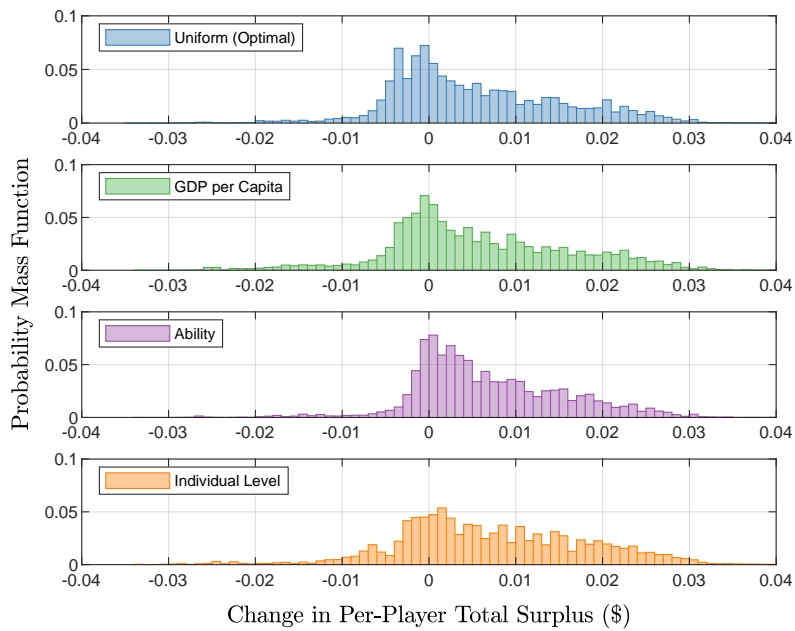 Probability Mass Function
0.1
0.05
0
Uniform (Optimal)
-0.04 -0.03 -0.02 -0.01 0 0.01 0.02 0.03 0.04
0.1
0.05
0
GDP per Capita
-0.04 -0.03 -0.02 -0.01 0 0.01 0.02 0.03 0.04
0.1
0.05
0
Ability
-0.04 -0.03 -0.02 -0.01 0 0.01 0.02 0.03 0.04
0.1
0.05
0
Individual Level
-0.04 -0.03 -0.02 -0.01 0 0.01 0.02 0.03 0.04
Change in Per-Player Total Surplus ($)